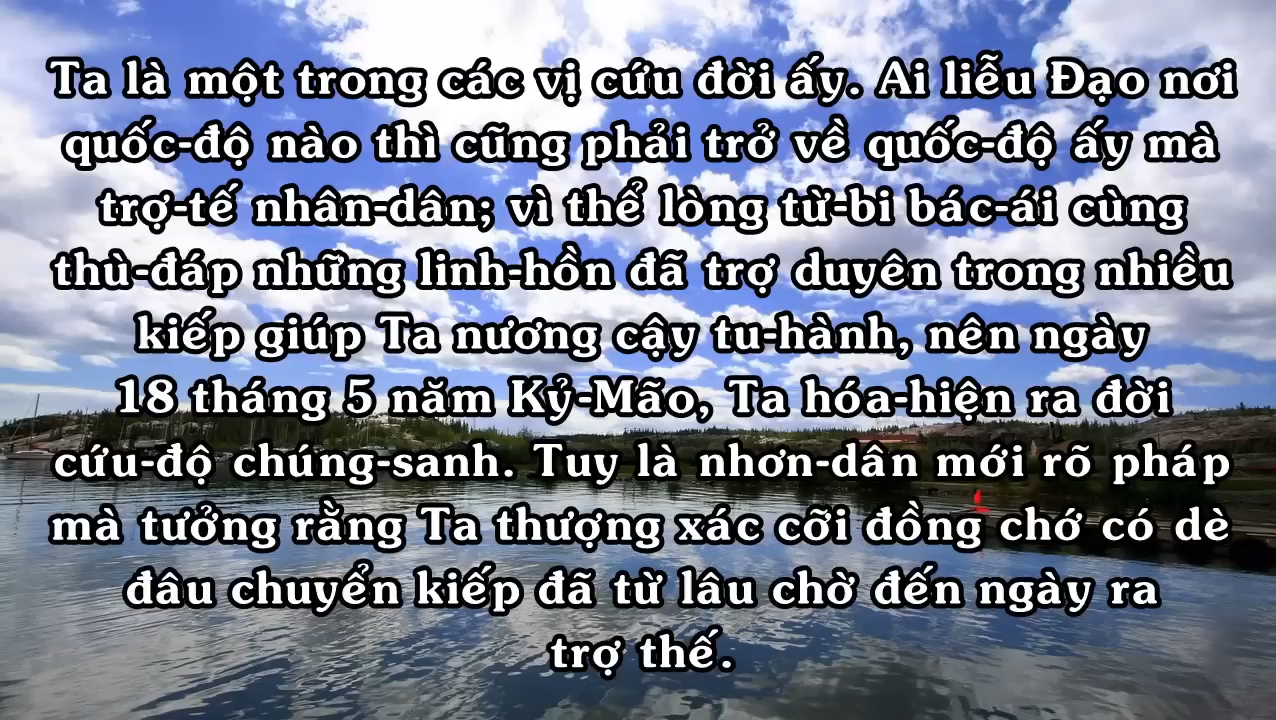 Ta là một trong các vị cứu đời ấy. Ai liễu Đạo nơi
quốc-độ nào thì cũng phải trở về quốc-độ ấy mà
trợ-tế nhân-dân; vì thể lòng từ-bi bác-ái cùng
thù-đáp những linh-hồn đã trợ duyên trong nhiều
kiếp giúp Ta nương cậy tu-hành, nên ngày
18 tháng 5 năm Kỷ-Mão, Ta hóa-hiện ra đời
cứu-độ chúng-sanh. Tuy là nhơn-dân mới rõ pháp
mà tưởng rằng Ta thượng xác cỡi đồng chớ có dè
đâu chuyển kiếp đã từ lâu chờ đến ngày ra
trợ thế.